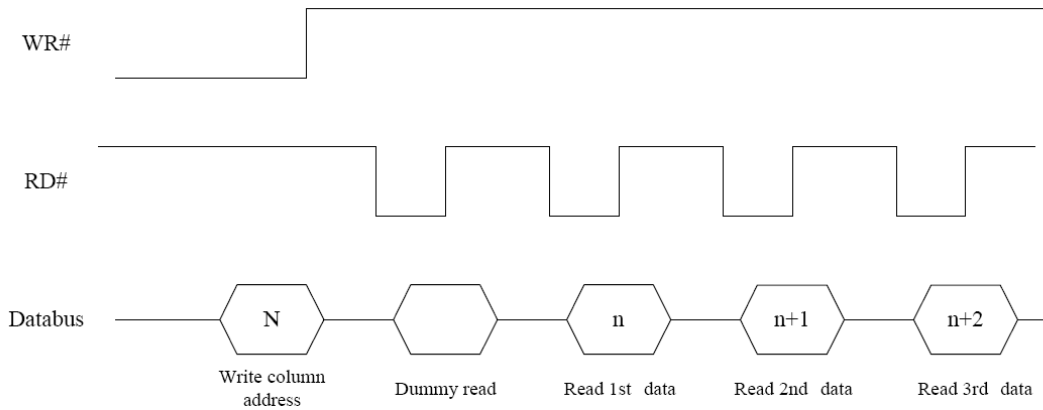 WR#
RD#
Databus
N
n
n+1
n+2
Write column
address
Dummy read
Read 1st data
Read 2nd data
Read 3rd data